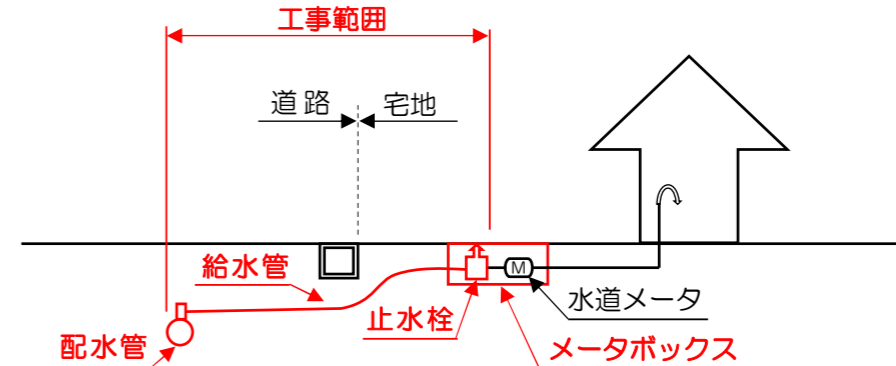 工事範囲
道路
宅地
給水管
M
水道メータ
止水栓
配水管
メータボックス